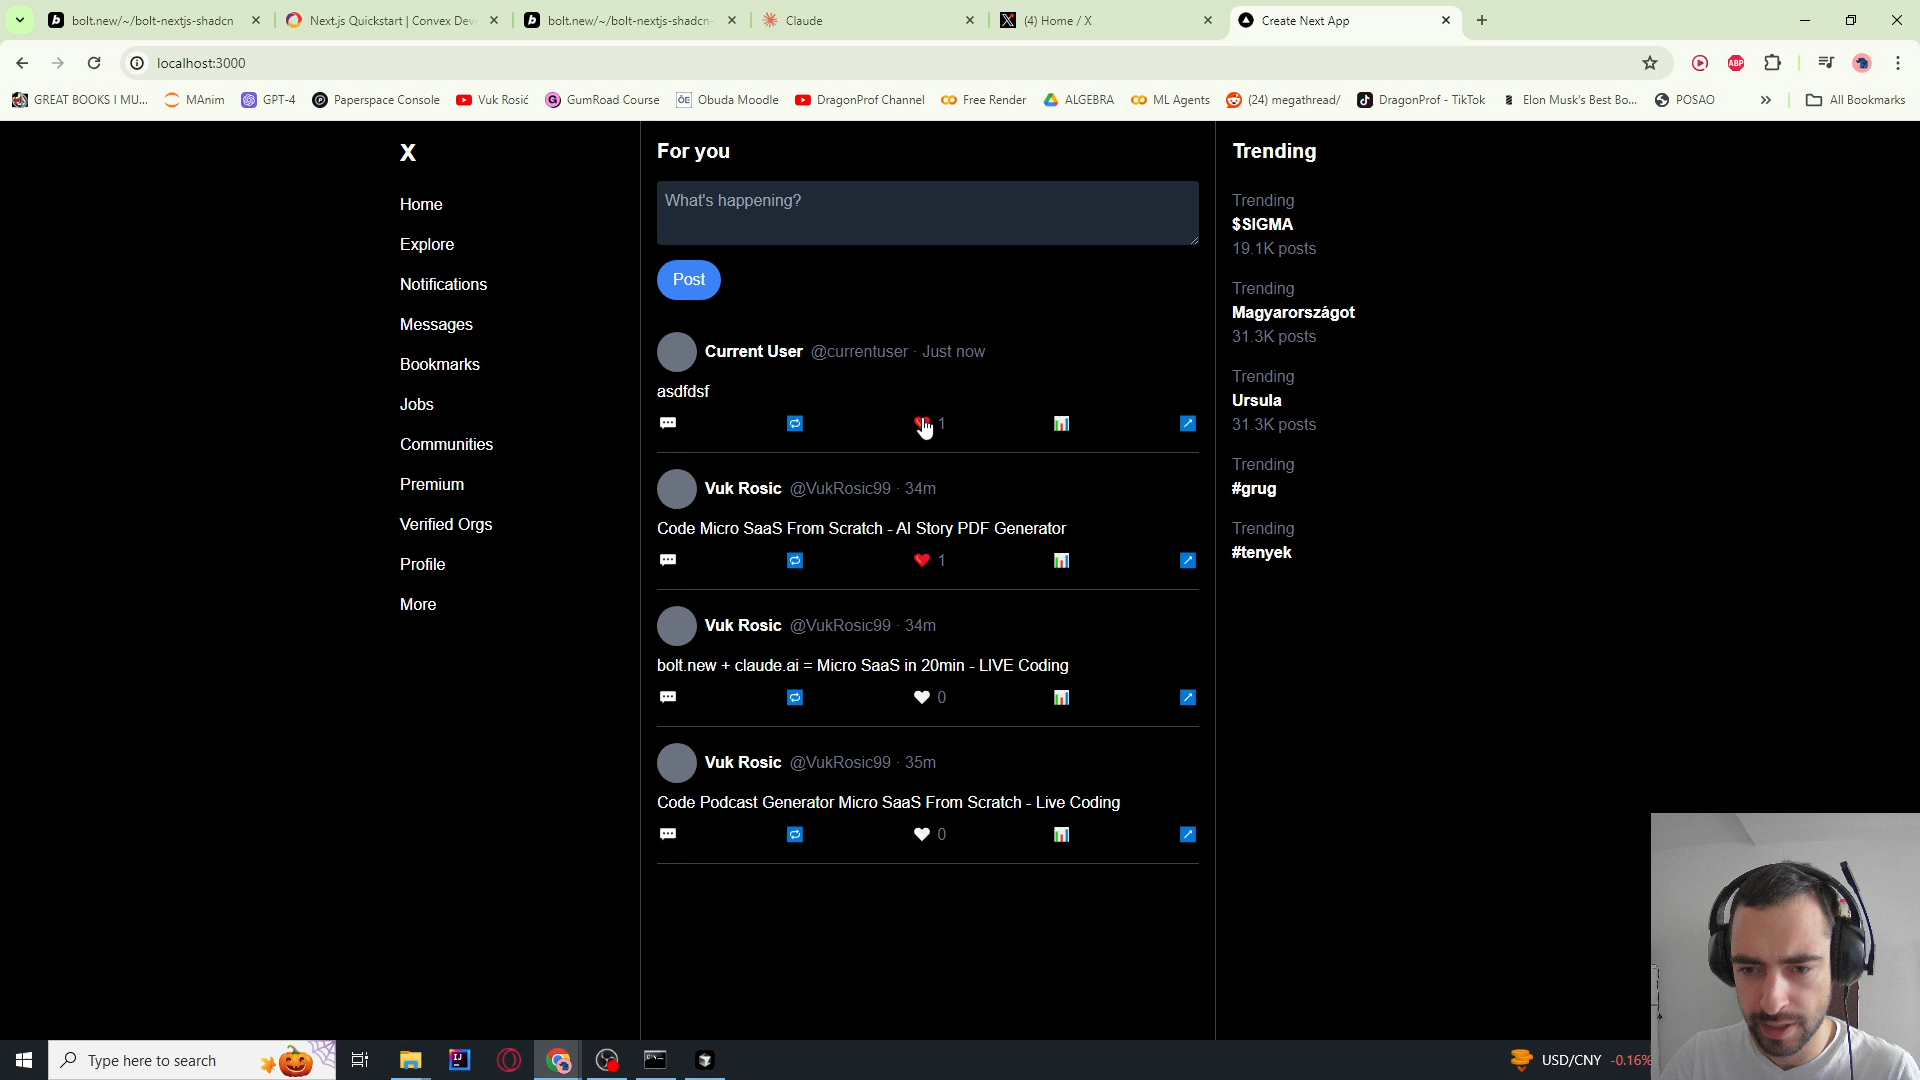 bolt.new/~/bolt-nextjs-shadcn
Next.js Quickstart | Convex Dev
bolt.new/~/bolt-nextjs-shadcn-
Claude
(4) Home / X
Create Next App
localhost:3000
ABP
GREAT BOOKS I MU...
MAnim
GPT-4
Paperspace Console
Vuk Rosić
GumRoad Course
Obuda Moodle
DragonProf Channel
Free Render
ALGEBRA
ML Agents
(24) megathread/
DragonProf - TikTok
Elon Musk's Best Bo...
POSAO
All Bookmarks
X
Home
Explore
Notifications
Messages
Bookmarks
Jobs
Communities
Premium
Verified Orgs
Profile
More
For you
What's happening?
Post
Current User @currentuser · Just now
asdfdsf
1
Vuk Rosic @VukRosic99 · 34m
Code Micro SaaS From Scratch - AI Story PDF Generator
1
Vuk Rosic @VukRosic99 · 34m
bolt.new + claude.ai = Micro SaaS in 20min - LIVE Coding
0
Vuk Rosic @VukRosic99 · 35m
Code Podcast Generator Micro SaaS From Scratch - Live Coding
0
Trending
Trending
$SIGMA
19.1K posts
Trending
Magyarországot
31.3K posts
Trending
Ursula
31.3K posts
Trending
#grug
Trending
#tenyek
Type here to search
USD/CNY -0.16%